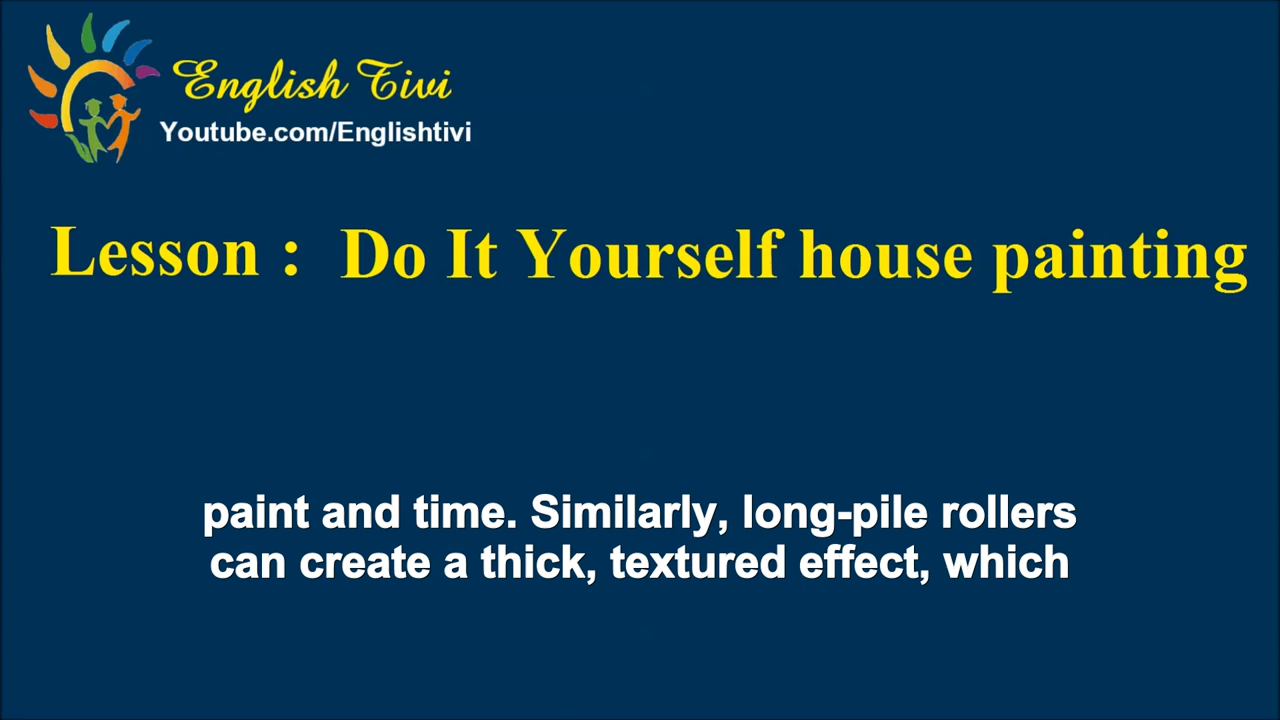 English Tivi
Youtube.com/Englishtivi
Lesson : Do It Yourself house painting
paint and time. Similarly, long-pile rollers
can create a thick, textured effect, which